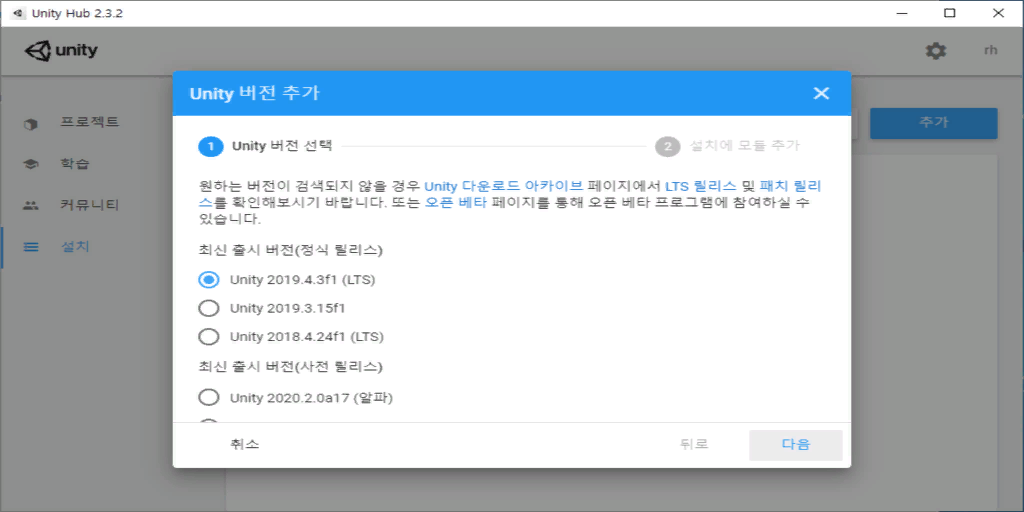 Unity Hub 2.3.2
unity
rh
Unity 버전 추가
프로젝트
학습
커뮤니티
설치
추가
1 Unity 버전 선택
2 설치에 모듈 추가
원하는 버전이 검색되지 않을 경우 Unity 다운로드 아카이브 페이지에서 LTS 릴리스 및 패치 릴리
스를 확인해보시기 바랍니다. 또는 오픈 베타 페이지를 통해 오픈 베타 프로그램에 참여하실 수
있습니다.
최신 출시 버전(정식 릴리스)
Unity 2019.4.3f1 (LTS)
Unity 2019.3.15f1
Unity 2018.4.24f1 (LTS)
최신 출시 버전(사전 릴리스)
Unity 2020.2.0a17 (알파)
취소
뒤로
다음